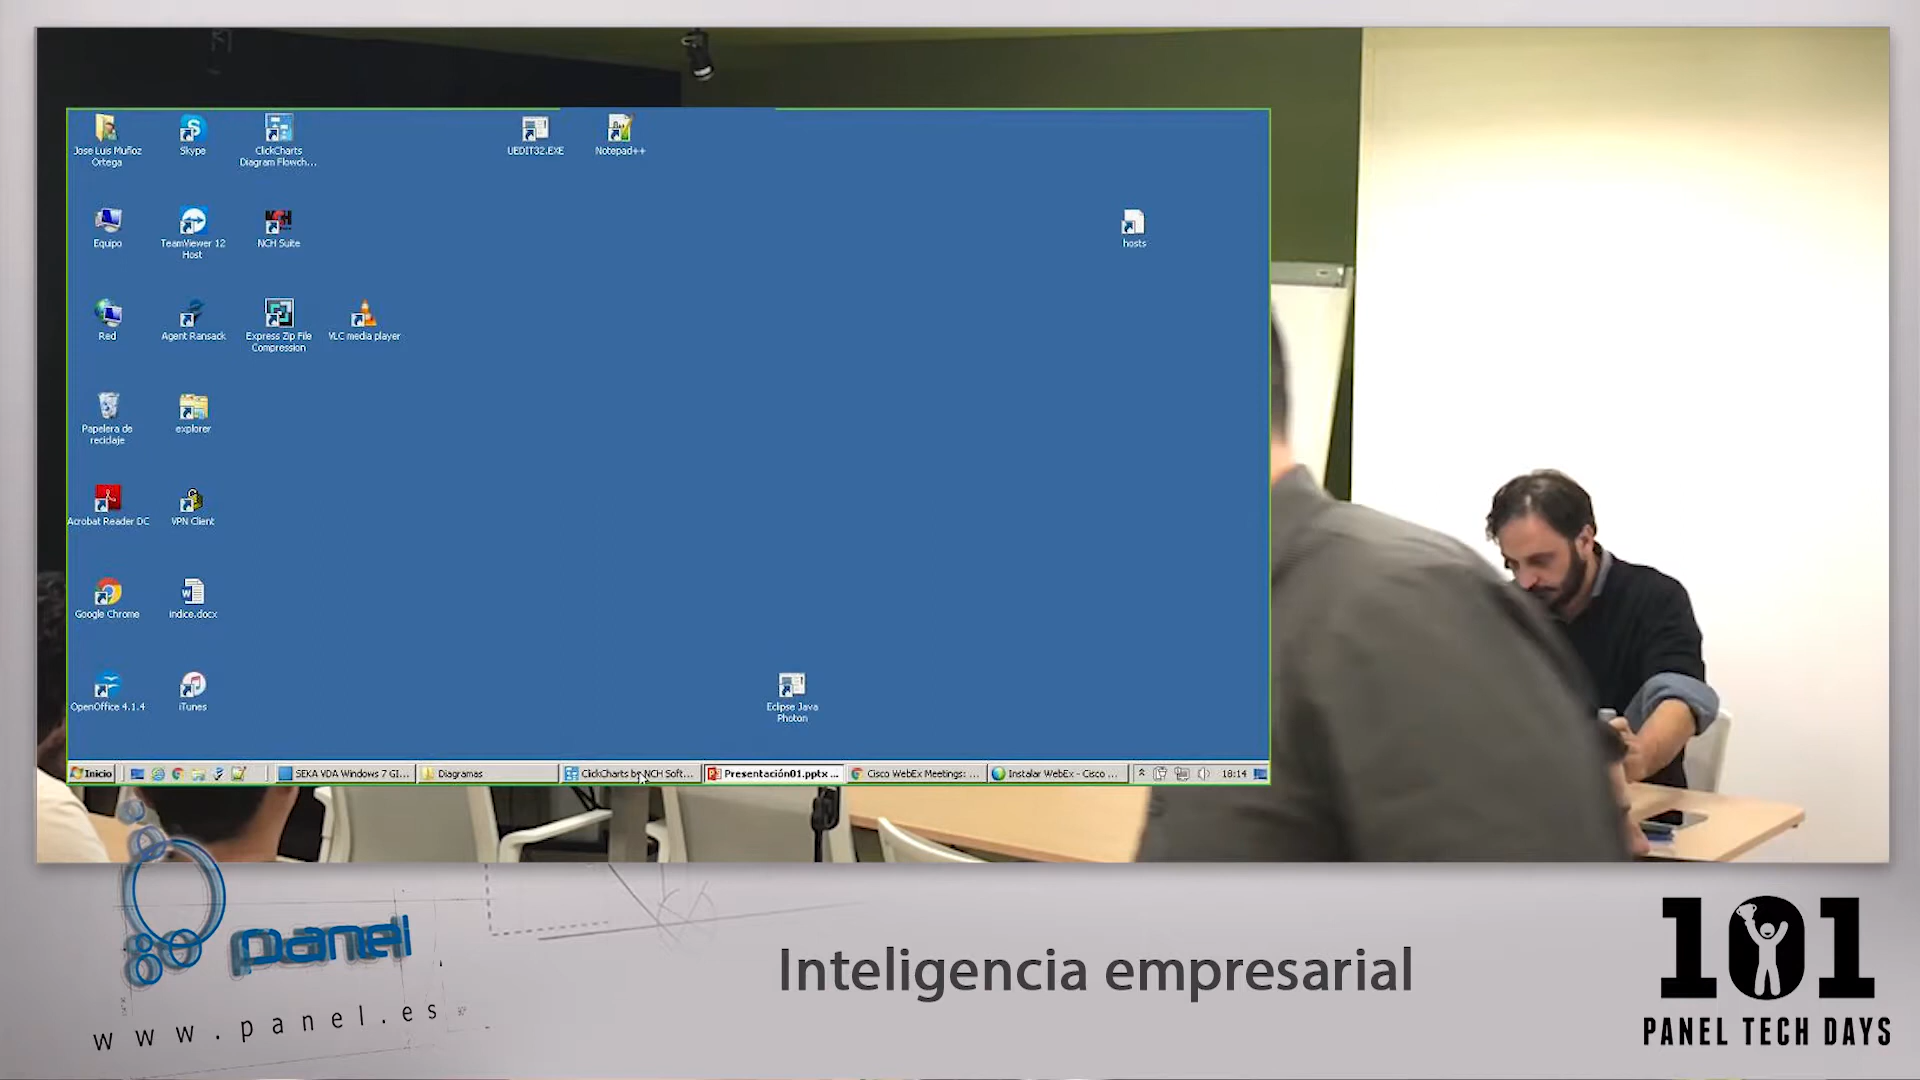 Jose Luis Muñoz
Ortega
Skype
ClickCharts
Diagram Flowch...
UEDIT32.EXE
Notepad++
Equipo
TeamViewer 12
Host
NCH Suite
hosts
Red
Agent Ransack
Express Zip File
Compression
VLC media player
Papelera de
reciclaje
explorer
Acrobat Reader DC
VPN Client
Google Chrome
indice.docx
OpenOffice 4.1.4
iTunes
Eclipse Java
Photon
Inicio
SEKA VDA Windows 7 GI...
Diagramas
ClickCharts by NCH Soft...
Presentación01.pptx ...
Cisco WebEx Meetings: ...
Instalar WebEx - Cisco ...
18:14
panel
www.panel.es
Inteligencia empresarial
101
PANEL TECH DAYS